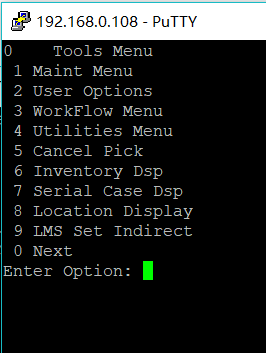 192.168.0.108 - PuTTY
0 Tools Menu
1 Maint Menu
2 User Options
3 WorkFlow Menu
4 Utilities Menu
5 Cancel Pick
6 Inventory Dsp
7 Serial Case Dsp
8 Location Display
9 LMS Set Indirect
0 Next
Enter Option: